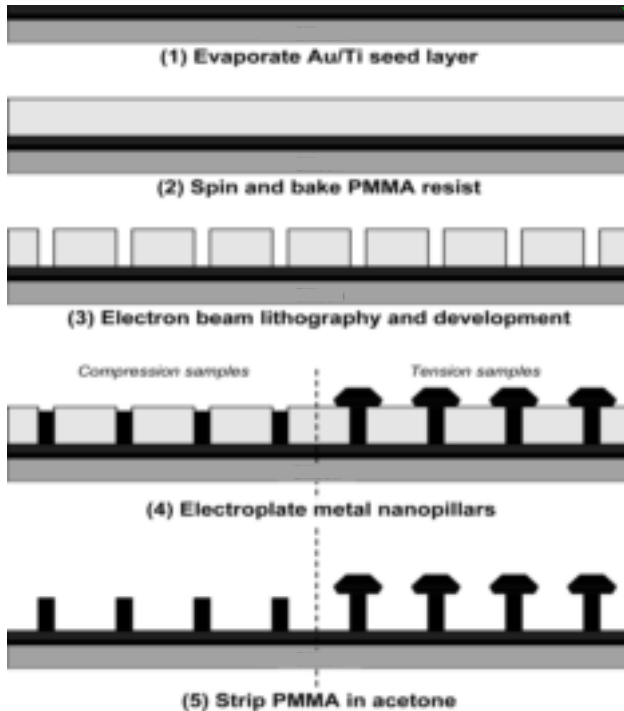 (1) Evaporate Au/Ti seed layer
(2) Spin and bake PMMA resist
(3) Electron beam lithography and development
Compression samples
Tension samples
(4) Electroplate metal nanopillars
(5) Strip PMMA in acetone